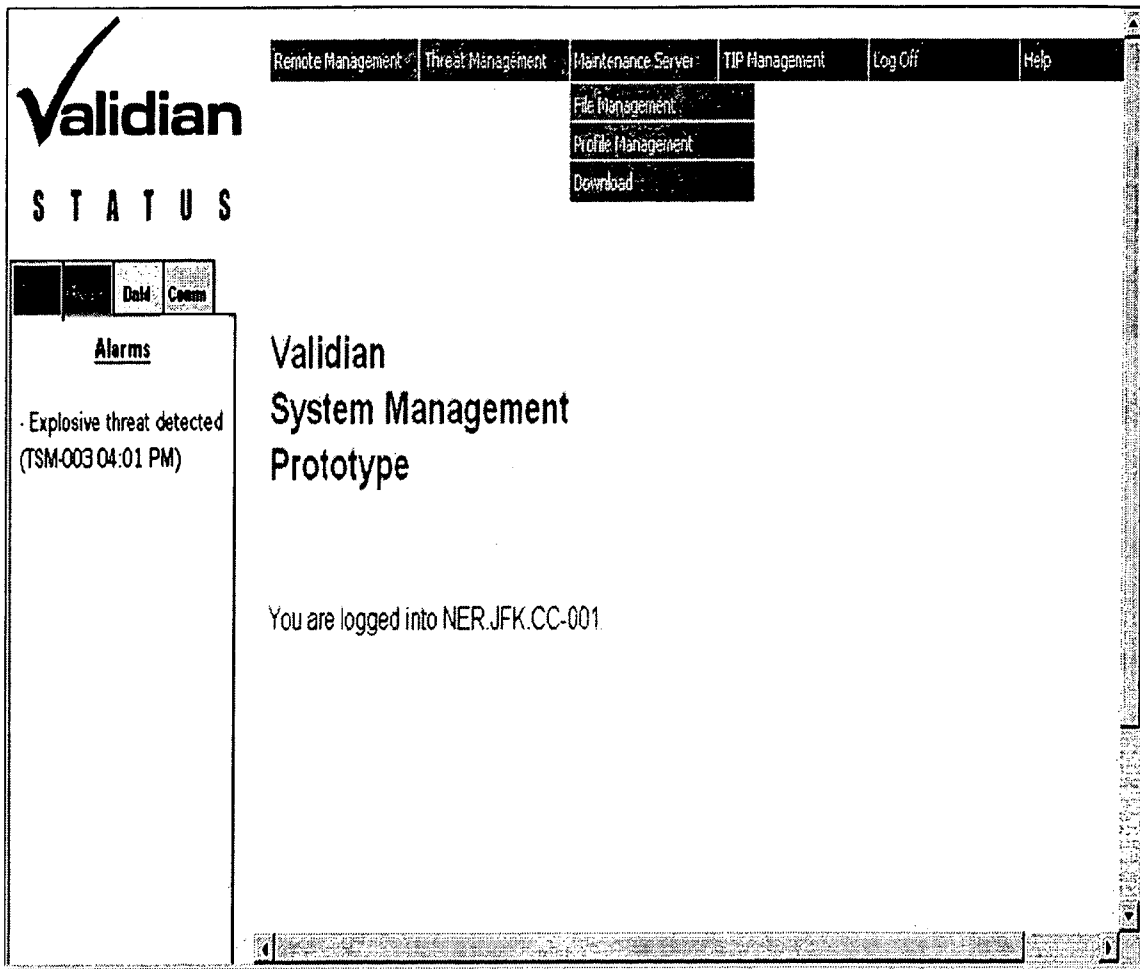 Validian
STATUS
Remote Management Threat Management Maintenance Server TIP Management Log Off Help
File Management
Profile Management
Download
Dnld Comm
Alarms
- Explosive threat detected
(TSM-003 04:01 PM)
Validian
System Management
Prototype
You are logged into NER.JFK.CC-001